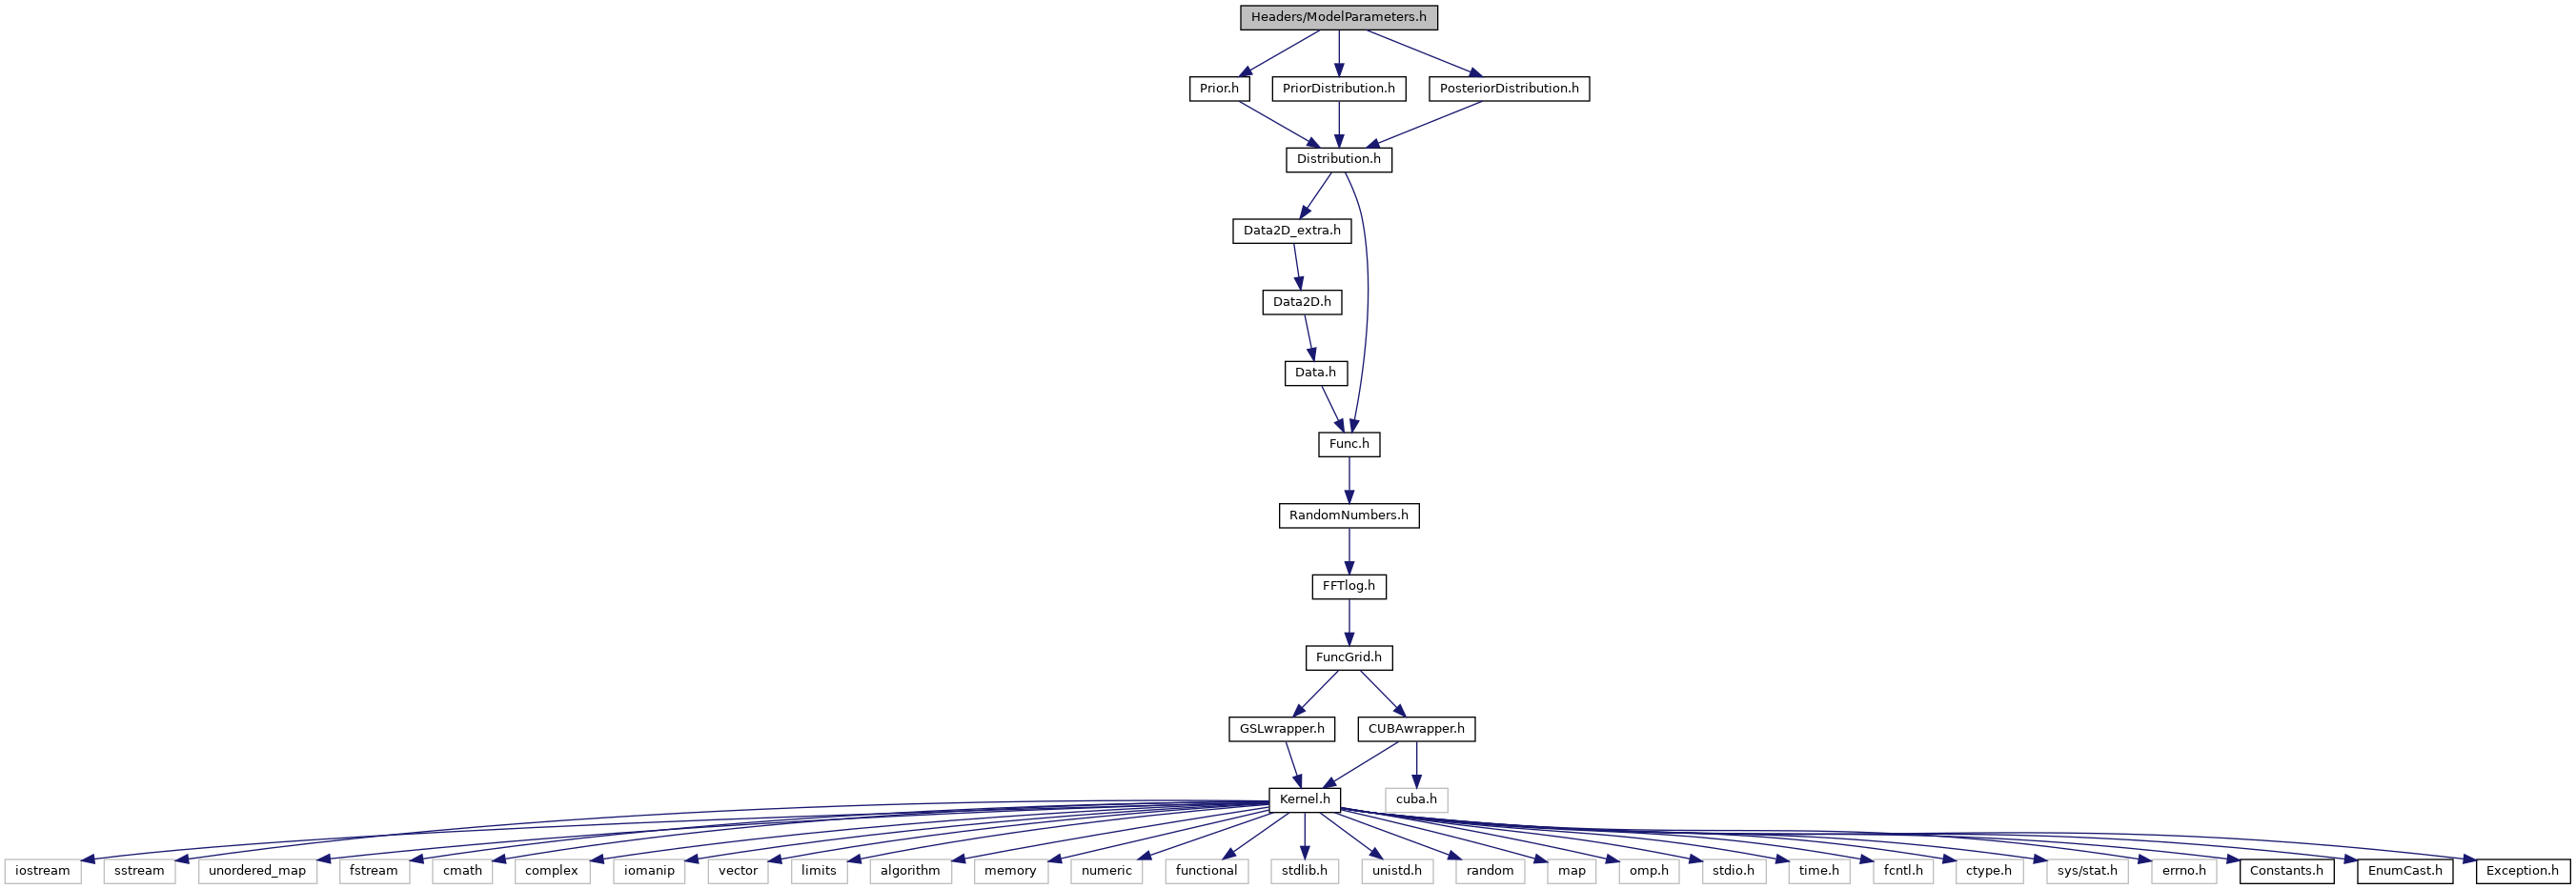 Headers/ModelParameters.h
Prior.h
PriorDistribution.h
PosteriorDistribution.h
Distribution.h
Data2D_extra.h
Data2D.h
Data.h
Func.h
RandomNumbers.h
FFTlog.h
FuncGrid.h
GSLwrapper.h
CUBAwrapper.h
Kernel.h
cuba.h
iostream
sstream
unordered_map
fstream
cmath
complex
iomanip
vector
limits
algorithm
memory
numeric
functional
stdlib.h
unistd.h
random
map
omp.h
stdio.h
time.h
fcntl.h
ctype.h
sys/stat.h
errno.h
Constants.h
EnumCast.h
Exception.h